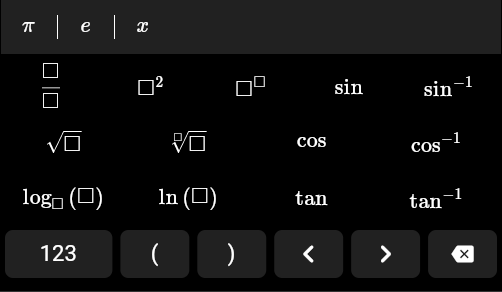 π | e | x
□/□ □² □^□ sin sin⁻¹
√□ □√□ cos cos⁻¹
log□ (□) ln (□) tan tan⁻¹
123 ( ) < >